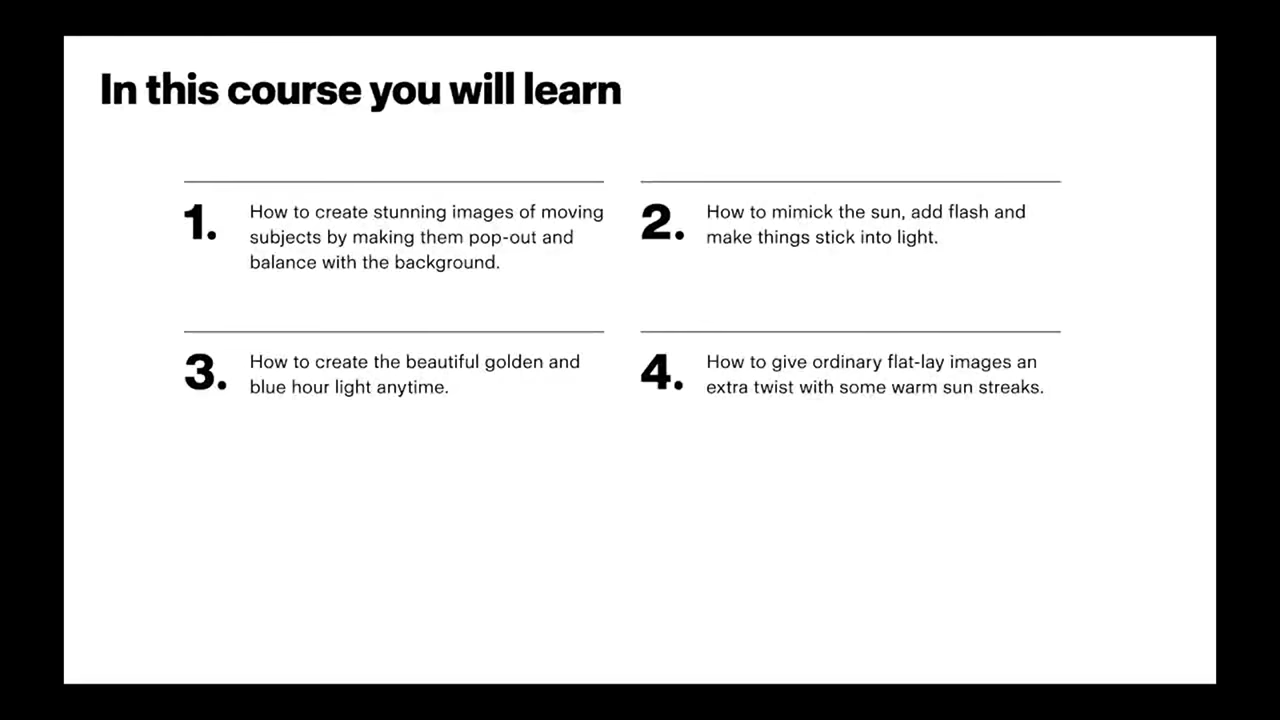 In this course you will learn
1.
How to create stunning images of moving
subjects by making them pop-out and
balance with the background.
2.
How to mimick the sun, add flash and
make things stick into light.
3.
How to create the beautiful golden and
blue hour light anytime.
4.
How to give ordinary flat-lay images an
extra twist with some warm sun streaks.